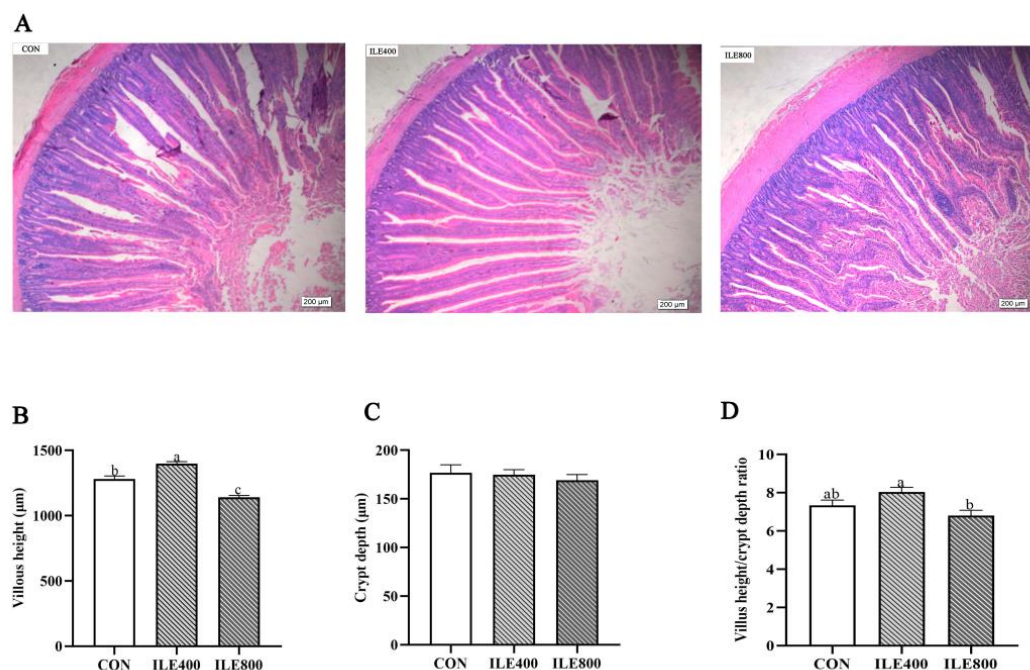 A
CON
ILE400
ILE800
200 μm
200 μm
200 μm
B
Villous height (μm)
1500
1000
500
0
b
a
c
CON
ILE400
ILE800
C
Crypt depth (μm)
200
150
100
50
0
CON
ILE400
ILE800
D
Villus height/crypt depth ratio
10
8
6
4
2
0
ab
a
b
CON
ILE400
ILE800